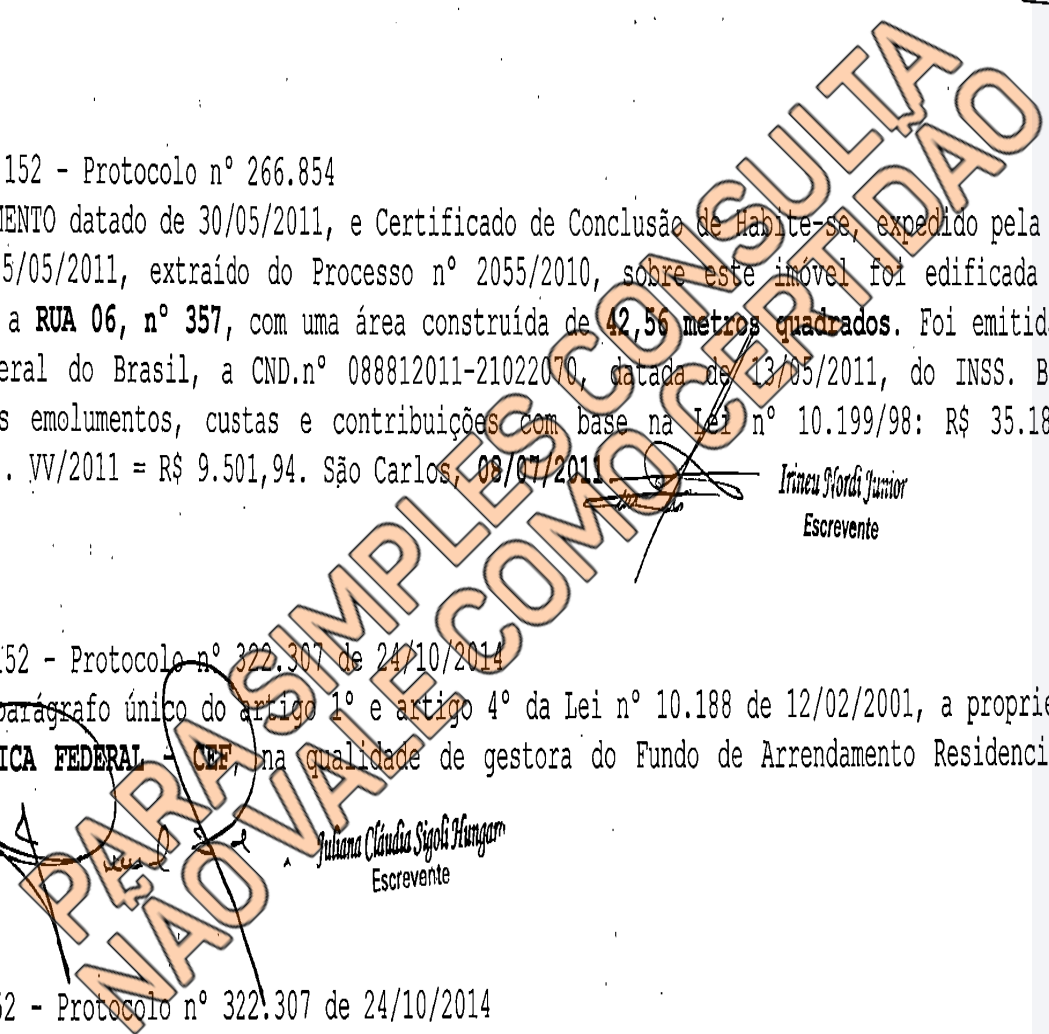 152 - Protocolo nº 266.854
MENTO datado de 30/05/2011, e Certificado de Conclusão de Habite-se, expedido pela
5/05/2011, extraído do Processo nº 2055/2010, sobre este imóvel foi edificada
a RUA 06, nº 357, com uma área construída de 42,56 metros quadrados. Foi emitida
eral do Brasil, a CND.nº 088812011-21022070, datada de 13/05/2011, do INSS. B
s emolumentos, custas e contribuições com base na Lei nº 10.199/98: R$ 35.18
. VV/2011 = R$ 9.501,94. São Carlos, 08/07/2011
Irineu Nordi Junior
Escrevente
152 - Protocolo nº 322.307 de 24/10/2014
parágrafo único do artigo 1º e artigo 4º da Lei nº 10.188 de 12/02/2001, a proprie
ICA FEDERAL - CEF, na qualidade de gestora do Fundo de Arrendamento Residenci
Juliana Cláudia Sigoli Hungaro
Escrevente
52 - Protocolo nº 322.307 de 24/10/2014
PARA SIMPLES CONSULTA
NÃO VALE COMO CERTIDÃO